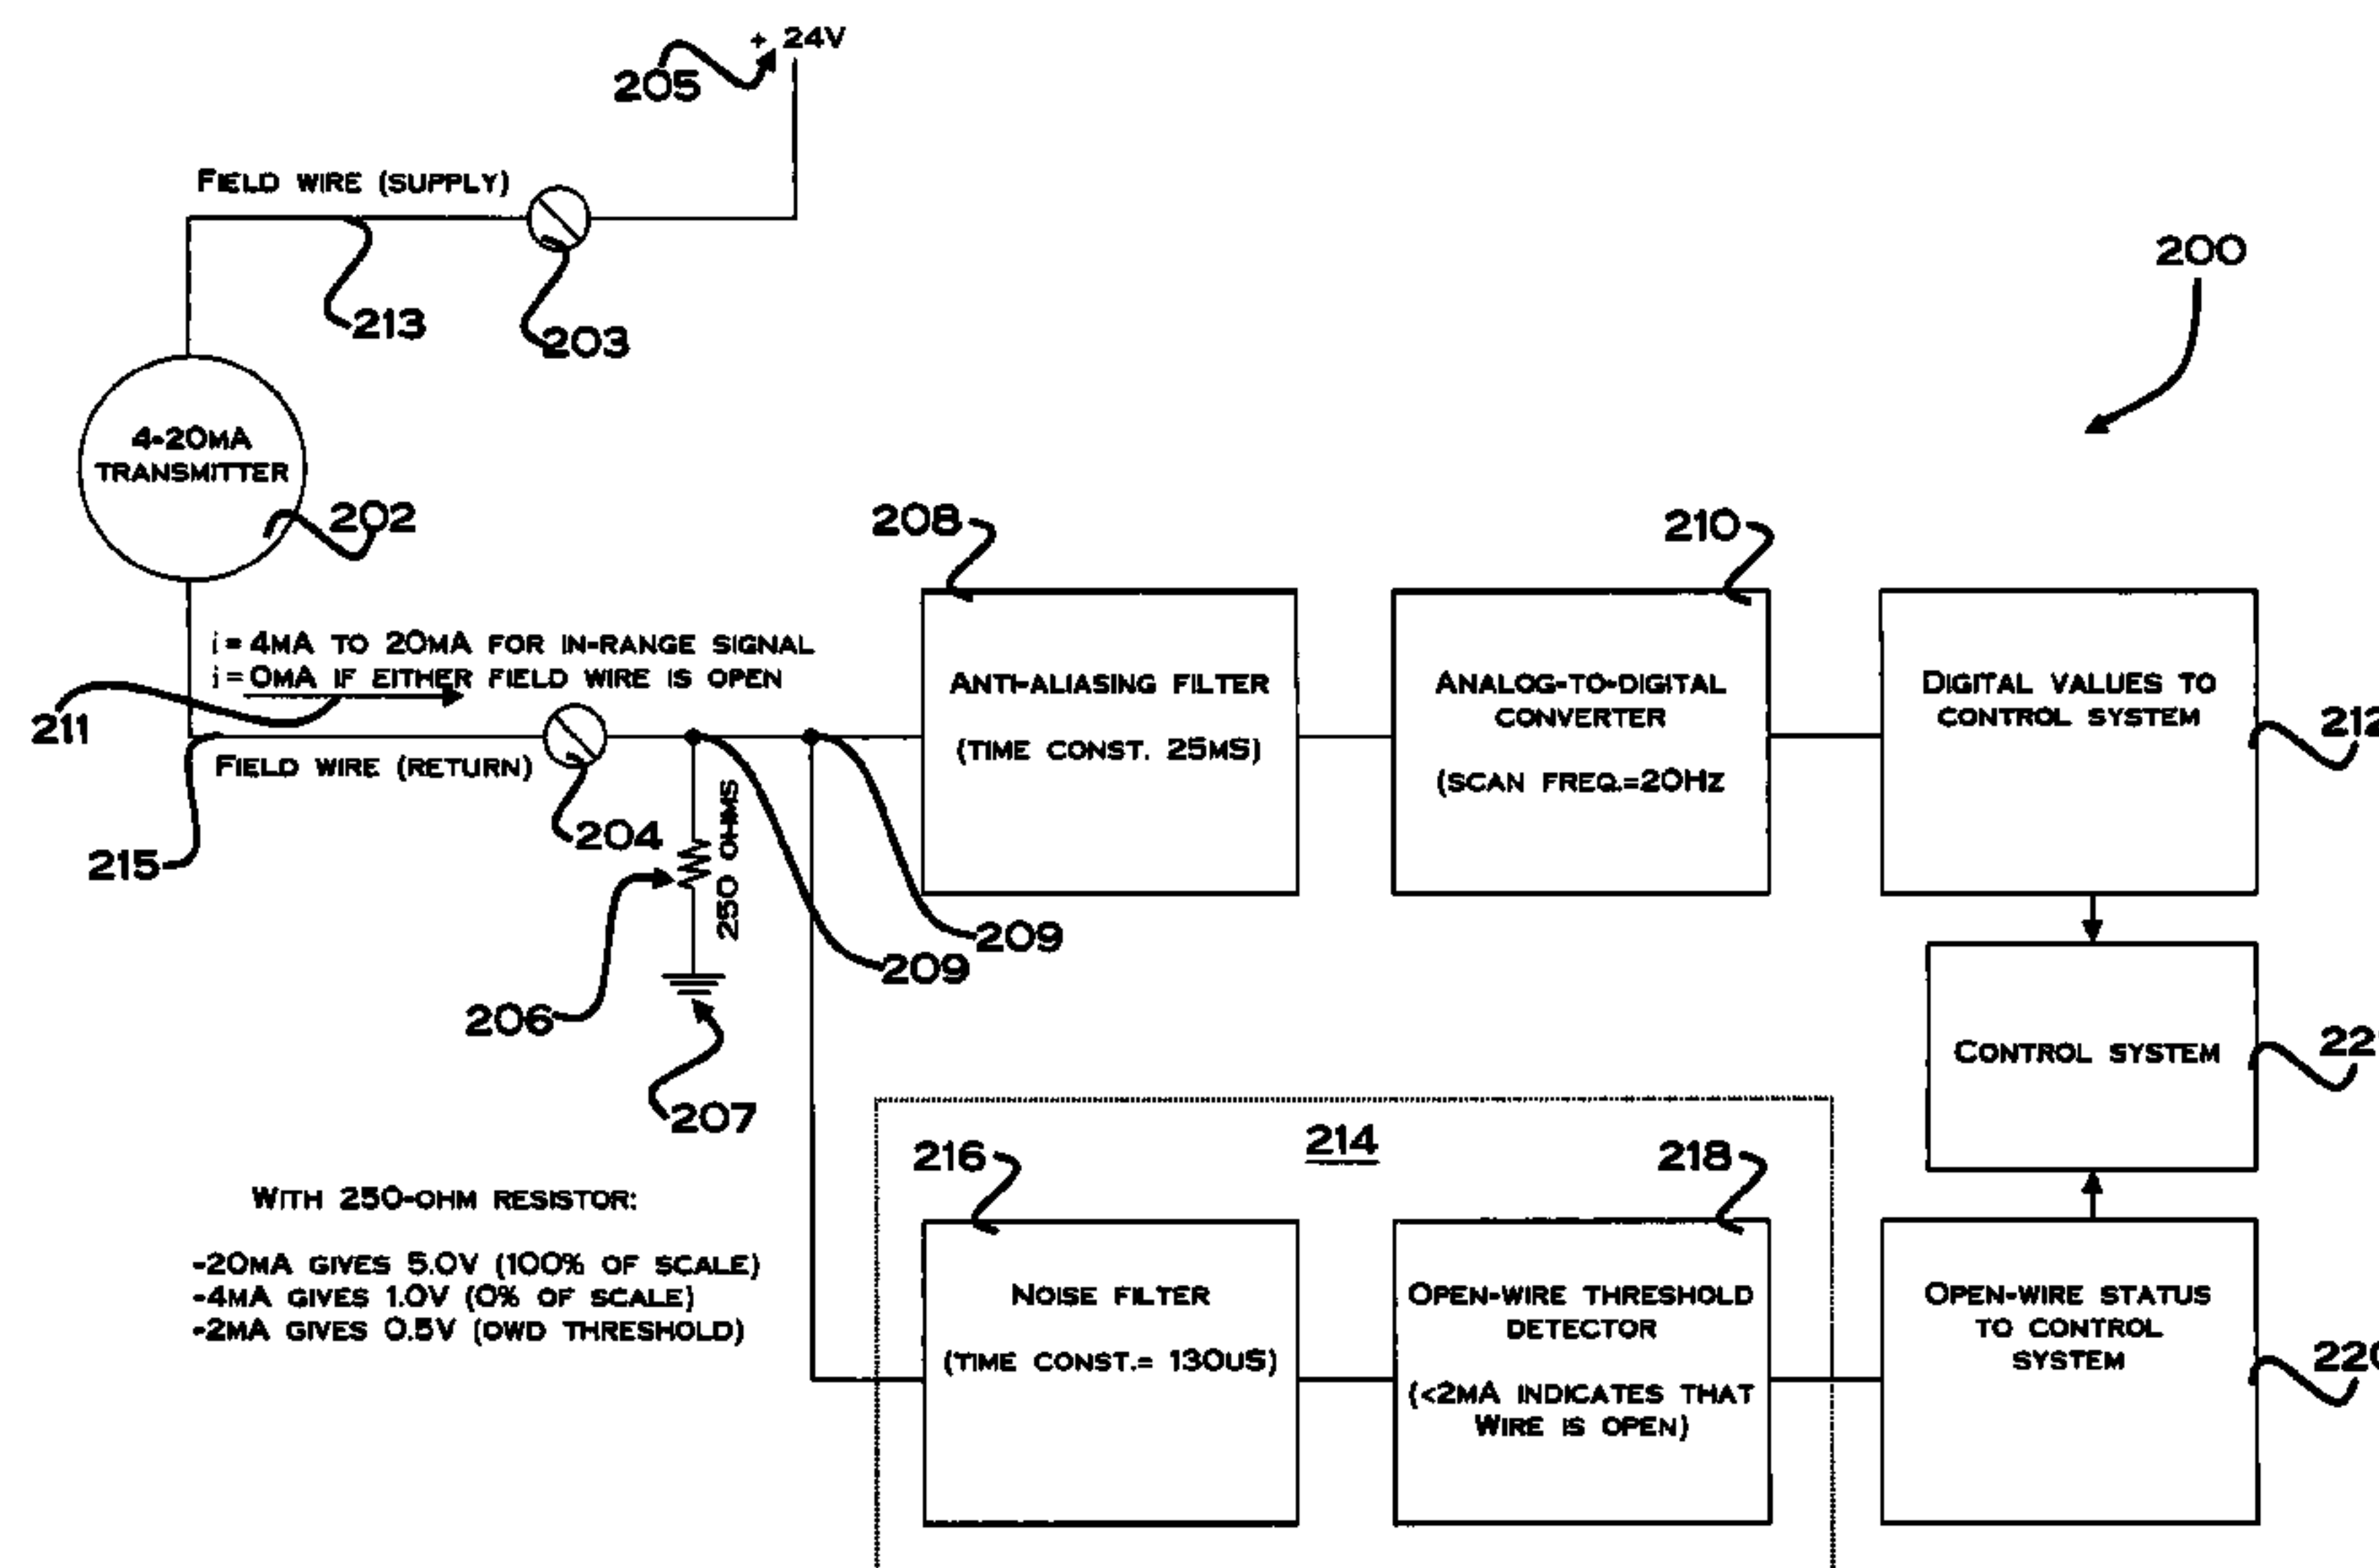 + 24V
205
FIELD WIRE (SUPPLY)
213
203
200
4-20MA
TRANSMITTER
202
208
210
i = 4MA TO 20MA FOR IN-RANGE SIGNAL
i = 0MA IF EITHER FIELD WIRE IS OPEN
211
FIELD WIRE (RETURN)
204
215
250 OHMS
206
207
209
209
ANTI-ALIASING FILTER
(TIME CONST. 25MS)
ANALOG-TO-DIGITAL
CONVERTER
(SCAN FREQ.=20HZ
DIGITAL VALUES TO
CONTROL SYSTEM
212
CONTROL SYSTEM
22
214
216
218
WITH 250-OHM RESISTOR:
-20MA GIVES 5.0V (100% OF SCALE)
-4MA GIVES 1.0V (0% OF SCALE)
-2MA GIVES 0.5V (OWD THRESHOLD)
NOISE FILTER
(TIME CONST.= 130US)
OPEN-WIRE THRESHOLD
DETECTOR
(<2MA INDICATES THAT
WIRE IS OPEN)
OPEN-WIRE STATUS
TO CONTROL
SYSTEM
220